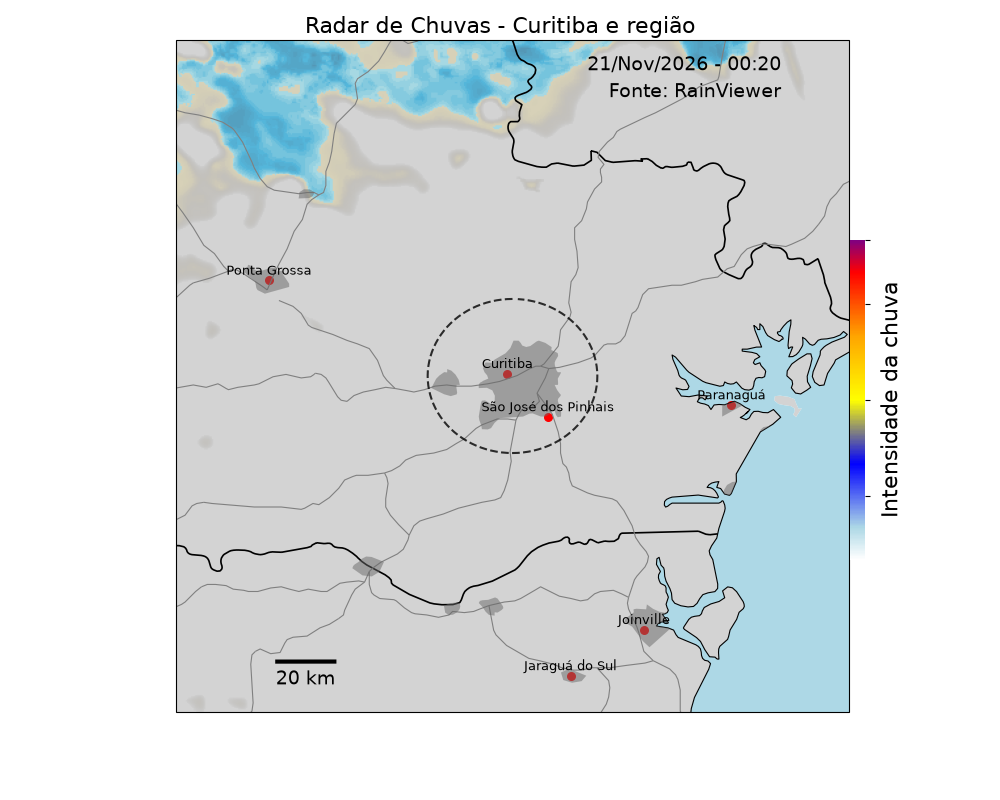 Radar de Chuvas - Curitiba e região
21/Nov/2026 - 00:20
Fonte: RainViewer
Ponta Grossa
Curitiba
São José dos Pinhais
Paranaguá
Joinville
Jaraguá do Sul
20 km
Intensidade da chuva